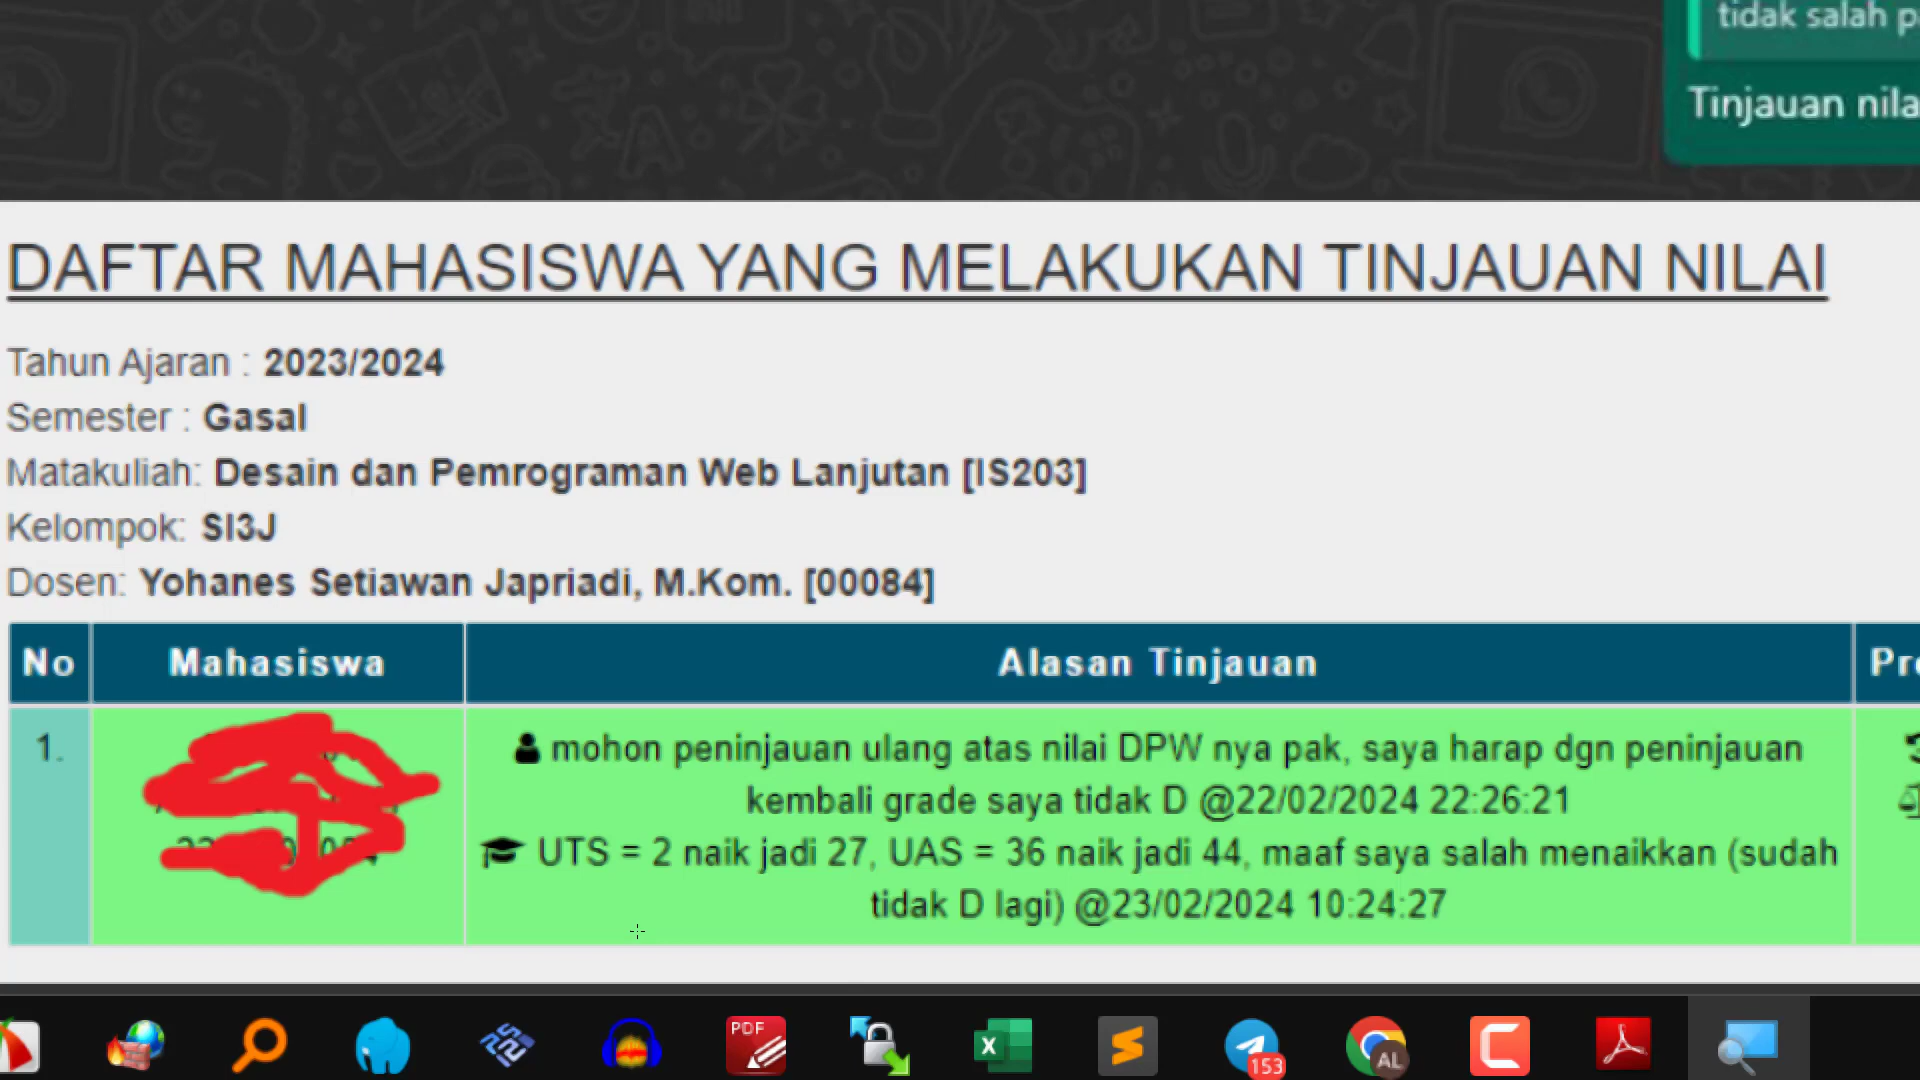 tidak salah
Tinjauan
DAFTAR MAHASISWA YANG MELAKUKAN TINJAUAN NILAI
Tahun Ajaran : 2023/2024
Semester : Gasal
Matakuliah: Desain dan Pemrograman Web Lanjutan [IS203]
Kelompok: SI3J
Dosen: Yohanes Setiawan Japriadi, M.Kom. [00084]
No Mahasiswa Alasan Tinjauan
1. mohon peninjauan ulang atas nilai DPW nya pak, saya harap dgn peninjauan
kembali grade saya tidak D @22/02/2024 22:26:21
UTS = 2 naik jadi 27, UAS = 36 naik jadi 44, maaf saya salah menaikkan (sudah
tidak D lagi) @23/02/2024 10:24:27
PDF
153
AL